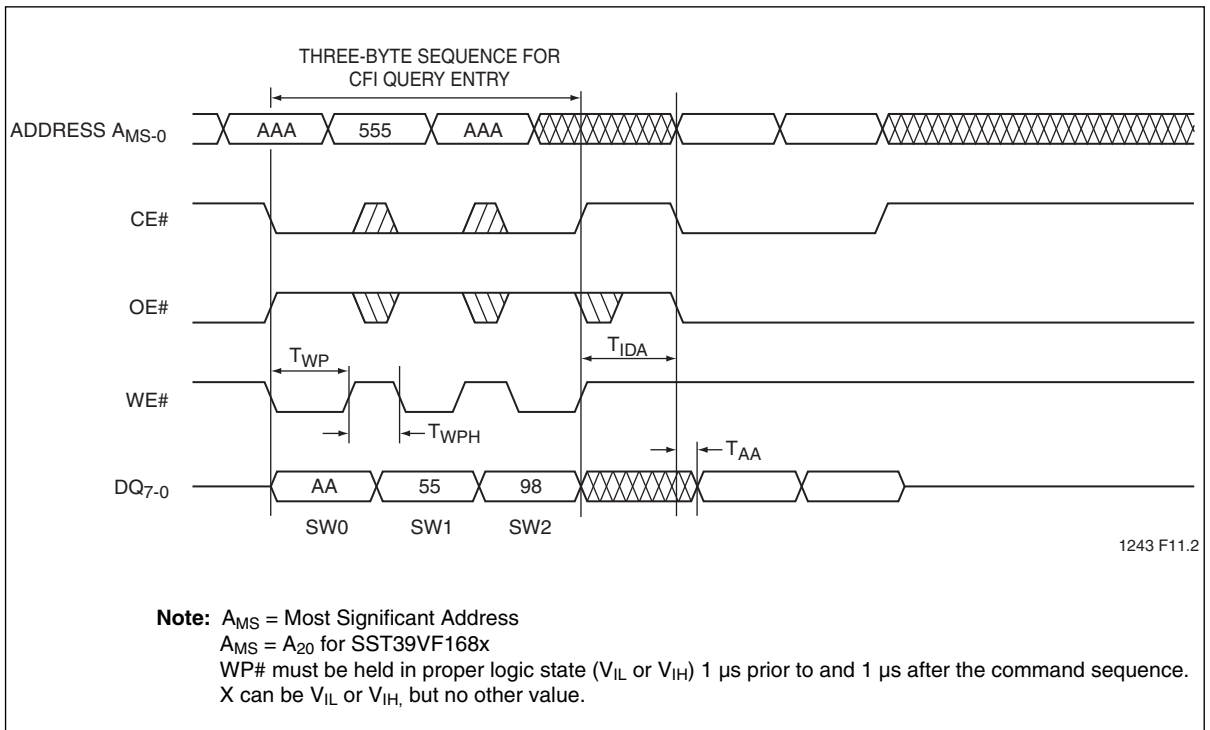 THREE-BYTE SEQUENCE FOR
CFI QUERY ENTRY
ADDRESS AMS-0
AAA
555
AAA
CE#
OE#
TIDA
TWP
WE#
TWPH
TAA
DQ7-0
AA
55
98
SW0
SW1
SW2
1243 F11.2
Note: AMS = Most Significant Address
AMS = A20 for SST39VF168x
WP# must be held in proper logic state (VIL or VIH) 1 µs prior to and 1 µs after the command sequence.
X can be VIL or VIH, but no other value.